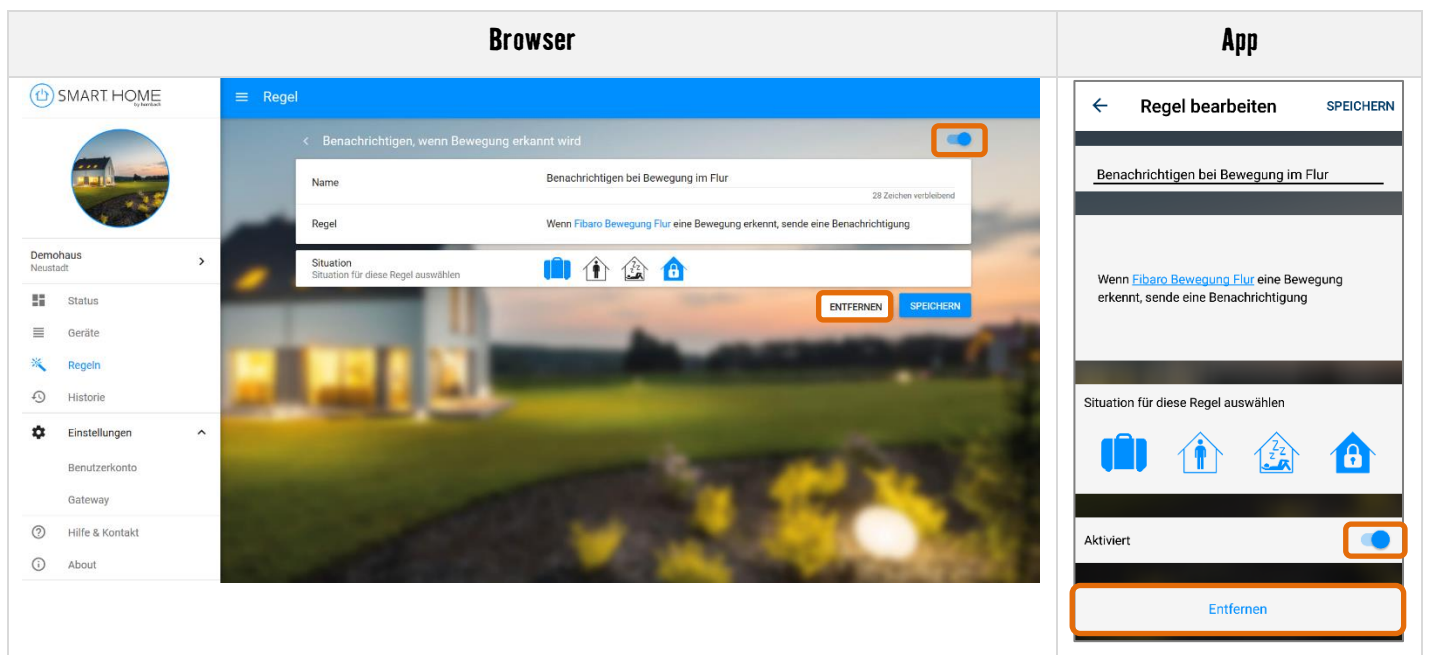 Browser
App
SMART HOME
by hornbach
Regel
Benachrichtigen, wenn Bewegung erkannt wird
Name
Benachrichtigen bei Bewegung im Flur
28 Zeichen verbleibend
Regel
Wenn Fibaro Bewegung Flur eine Bewegung erkennt, sende eine Benachrichtigung
Situation
Situation für diese Regel auswählen
ENTFERNEN
SPEICHERN
Demohaus
Neustadt
Status
Geräte
Regeln
Historie
Einstellungen
Benutzerkonto
Gateway
Hilfe & Kontakt
About
Regel bearbeiten
SPEICHERN
Benachrichtigen bei Bewegung im Flur
Wenn Fibaro Bewegung Flur eine Bewegung
erkennt, sende eine Benachrichtigung
Situation für diese Regel auswählen
Aktiviert
Entfernen